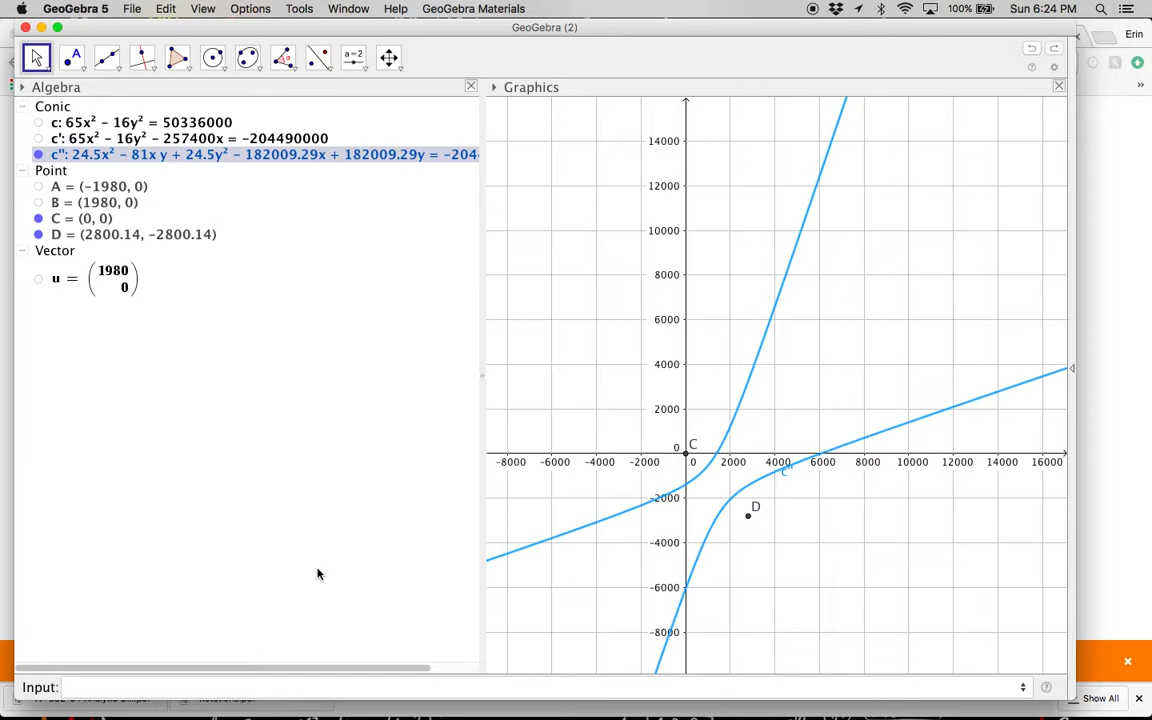 GeoGebra 5 File Edit View Options Tools Window Help GeoGebra Materials 100% Sun 6:24 PM
GeoGebra (2)
Erin
A
a=2
Algebra
Graphics
Conic
c: 65x² − 16y² = 50336000
c': 65x² − 16y² − 257400x = −204490000
c'': 24.5x² − 81x y + 24.5y² − 182009.29x + 182009.29y = −204
Point
A = (−1980, 0)
B = (1980, 0)
C = (0, 0)
D = (2800.14, −2800.14)
Vector
u = (1980
0)
14000
12000
10000
8000
6000
4000
2000
0 C
-8000 -6000 -4000 -2000 0 2000 4000 6000 8000 10000 12000 14000 16000
c''
-2000
D
-4000
-6000
-8000
Input:
Show All